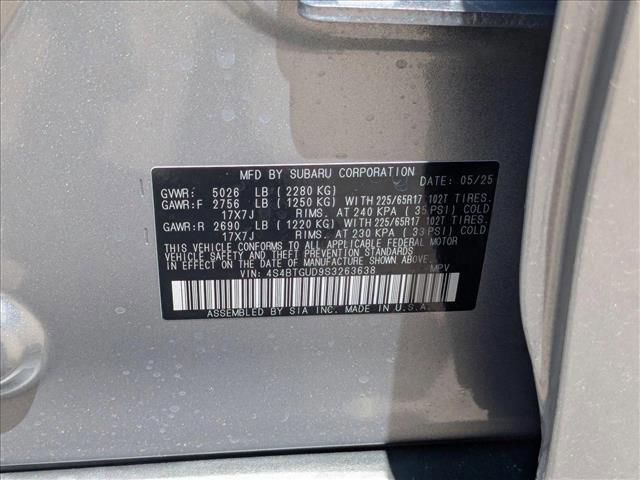 MFD BY SUBARU CORPORATION
DATE: 05/25
GVWR: 5026 LB ( 2280 KG)
GAWR:F 2756 LB ( 1250 KG) WITH 225/65R17 102T TIRES.
17X7J RIMS. AT 240 KPA ( 35 PSI) COLD
GAWR:R 2690 LB ( 1220 KG) WITH 225/65R17 102T TIRES.
17X7J RIMS. AT 230 KPA ( 33 PSI) COLD
THIS VEHICLE CONFORMS TO ALL APPLICABLE FEDERAL MOTOR
VEHICLE SAFETY AND THEFT PREVENTION STANDARDS IN EFFECT
ON THE DATE OF MANUFACTURE SHOWN ABOVE.
VIN: 4S4BTGUD9S3263638 MPV
ASSEMBLED BY SIA INC. MADE IN U.S.A.